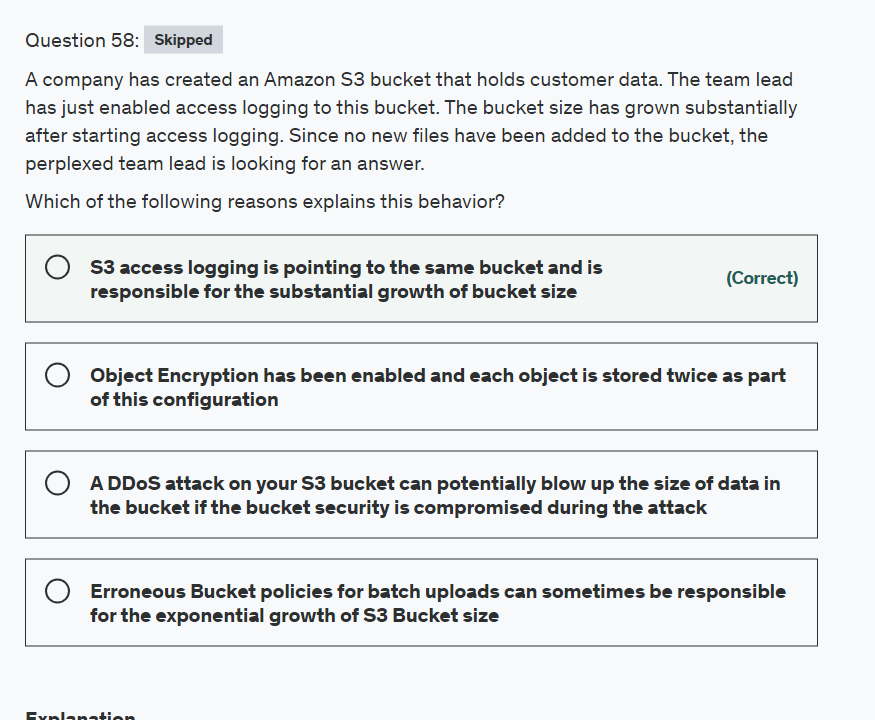 Question 58: Skipped
A company has created an Amazon S3 bucket that holds customer data. The team lead
has just enabled access logging to this bucket. The bucket size has grown substantially
after starting access logging. Since no new files have been added to the bucket, the
perplexed team lead is looking for an answer.
Which of the following reasons explains this behavior?
S3 access logging is pointing to the same bucket and is
responsible for the substantial growth of bucket size
(Correct)
Object Encryption has been enabled and each object is stored twice as part
of this configuration
A DDoS attack on your S3 bucket can potentially blow up the size of data in
the bucket if the bucket security is compromised during the attack
Erroneous Bucket policies for batch uploads can sometimes be responsible
for the exponential growth of S3 Bucket size
Explanation